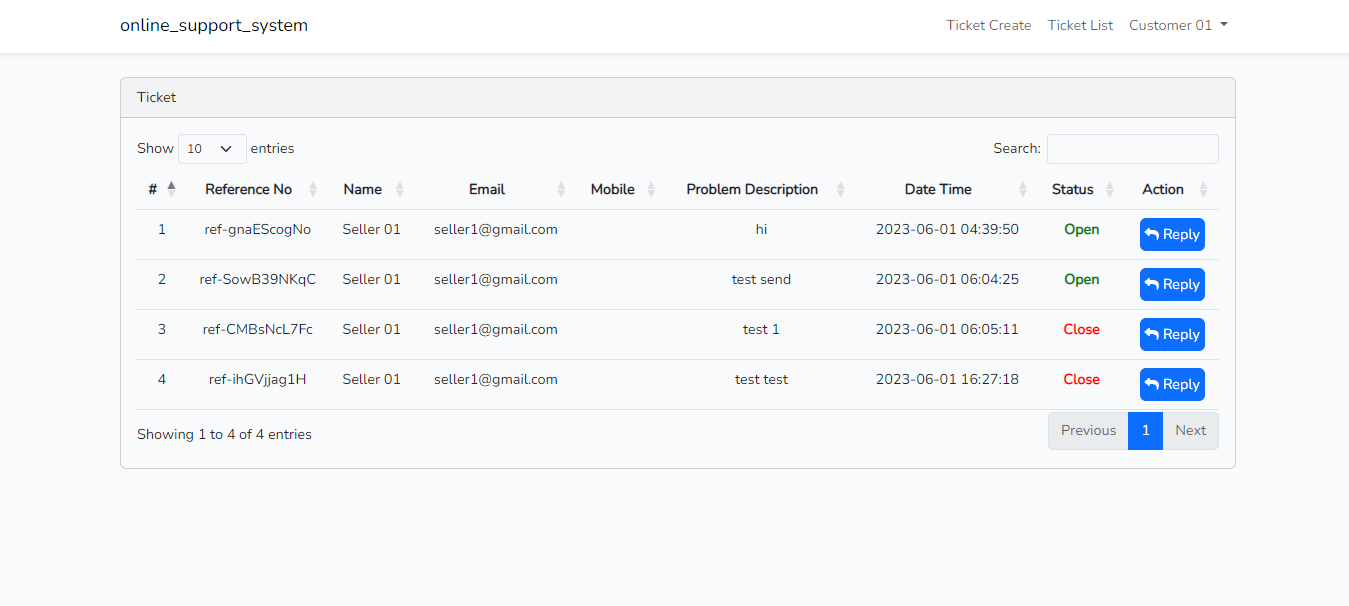 online_support_system Ticket Create Ticket List Customer 01
Ticket
Show 10 entries Search:
# Reference No Name Email Mobile Problem Description Date Time Status Action
1 ref-gnaEScogNo Seller 01 seller1@gmail.com hi 2023-06-01 04:39:50 Open Reply
2 ref-SowB39NKqC Seller 01 seller1@gmail.com test send 2023-06-01 06:04:25 Open Reply
3 ref-CMBsNcL7Fc Seller 01 seller1@gmail.com test 1 2023-06-01 06:05:11 Close Reply
4 ref-ihGVjjag1H Seller 01 seller1@gmail.com test test 2023-06-01 16:27:18 Close Reply
Showing 1 to 4 of 4 entries Previous 1 Next